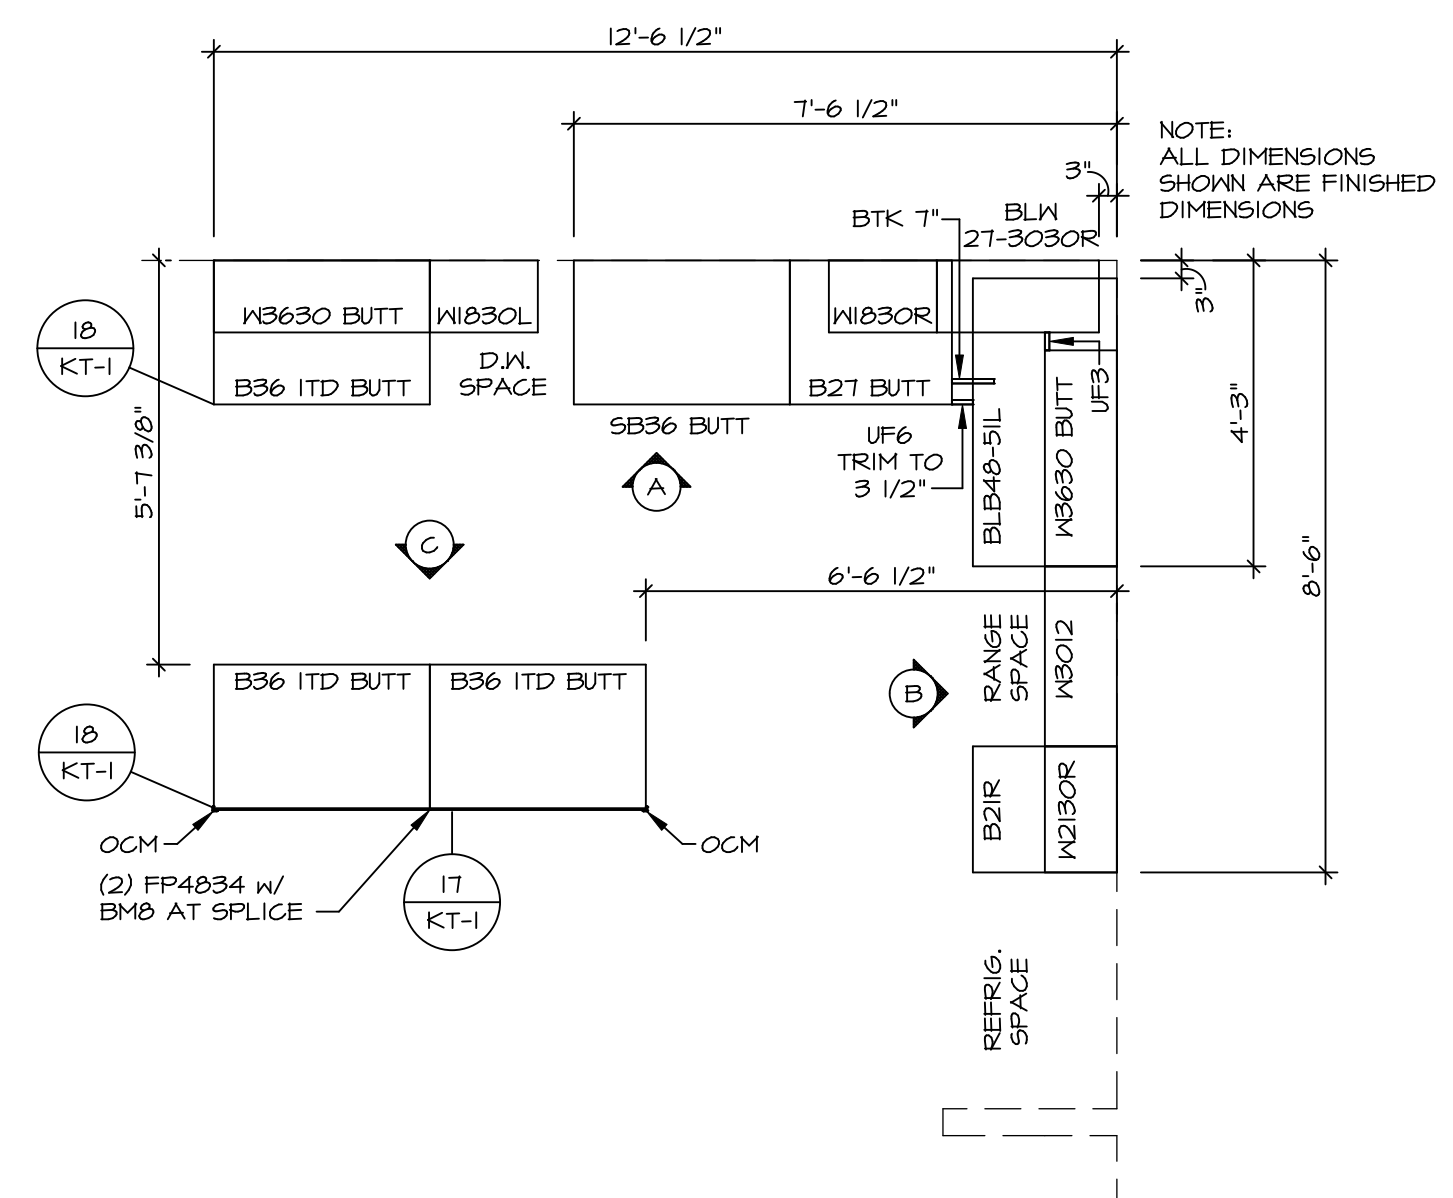 12'-6 1/2"
7'-6 1/2"
NOTE:
ALL DIMENSIONS
SHOWN ARE FINISHED
DIMENSIONS
3"
BTK 7"
BLW
27-3030R
W3630 BUTT
W1830L
W1830R
3"
18
KT-1
D.W.
SPACE
B36 1TD BUTT
B27 BUTT
UF3
SB36 BUTT
UF6
TRIM TO
3 1/2"
BLB48-51L
W3630 BUTT
4'-3"
5'-7 3/8"
A
C
6'-6 1/2"
8'-6"
B36 1TD BUTT
B36 1TD BUTT
B
RANGE
SPACE
W3012
18
KT-1
B21R
W2130R
OCM
OCM
(2) FP4834 W/
BM8 AT SPLICE
17
KT-1
REFRIG.
SPACE